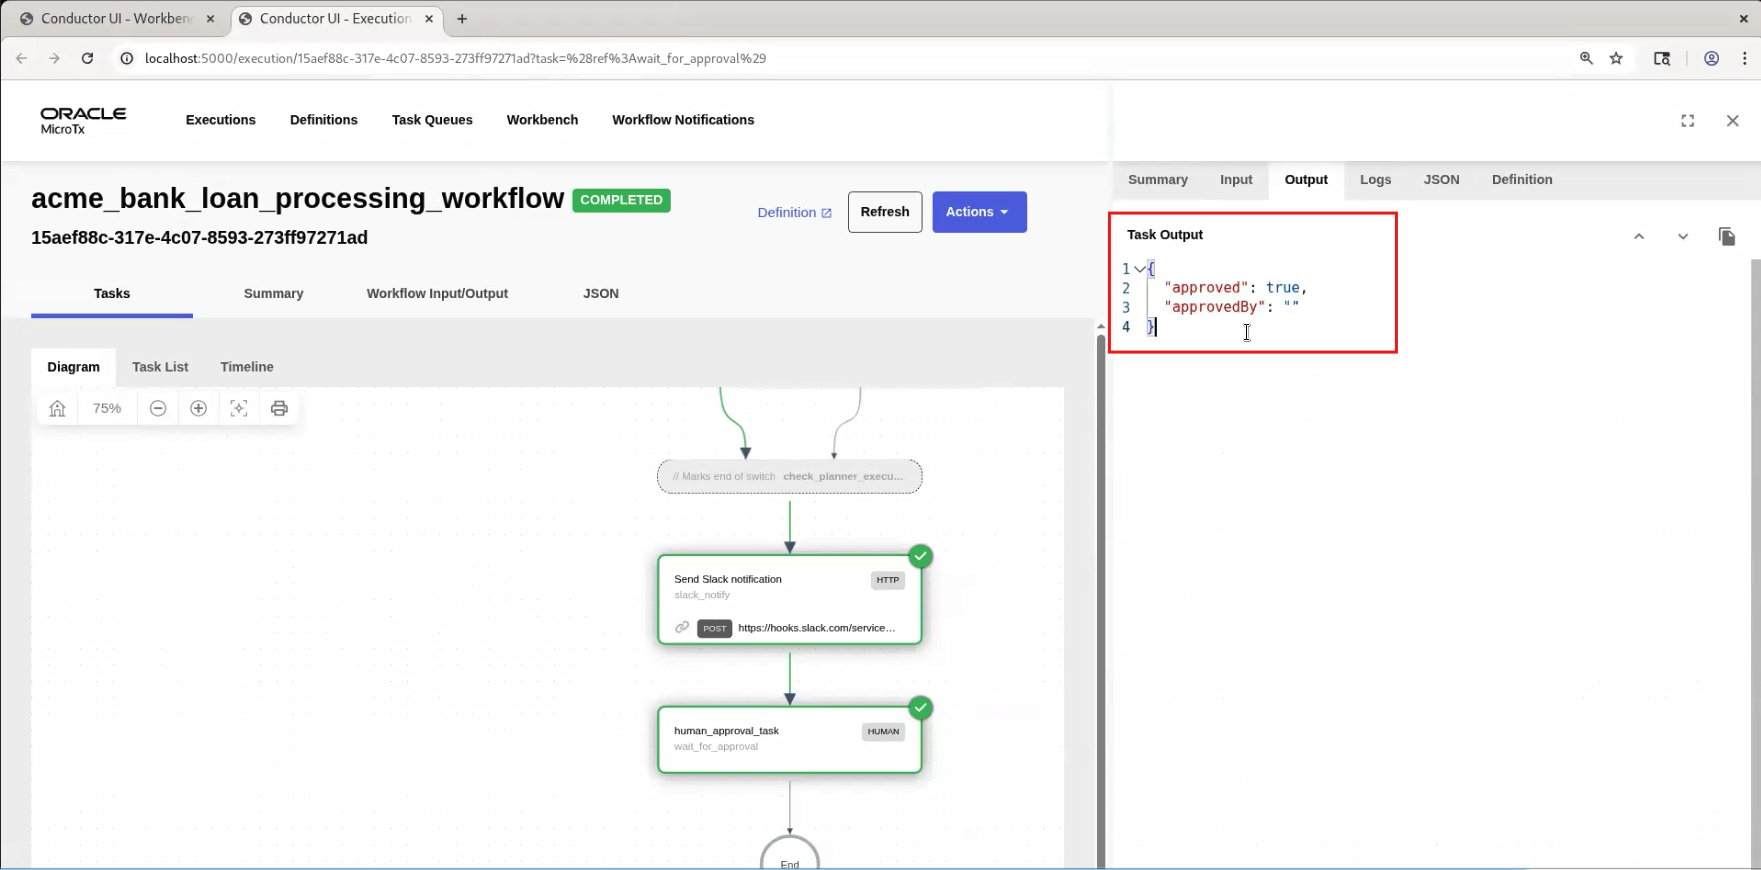 Conductor UI - Workben
Conductor UI - Execution
localhost:5000/execution/15aef88c-317e-4c07-8593-273ff97271ad?task=%28ref%3Await_for_approval%29
ORACLE
MicroTx
Executions
Definitions
Task Queues
Workbench
Workflow Notifications
acme_bank_loan_processing_workflow
COMPLETED
15aef88c-317e-4c07-8593-273ff97271ad
Definition
Refresh
Actions
Tasks
Summary
Workflow Input/Output
JSON
Diagram
Task List
Timeline
75%
// Marks end of switch check_planner_execu...
Send Slack notification
HTTP
slack_notify
POST
https://hooks.slack.com/service...
human_approval_task
HUMAN
wait_for_approval
End
Summary
Input
Output
Logs
JSON
Definition
Task Output
1 {
2 "approved": true,
3 "approvedBy": ""
4 }